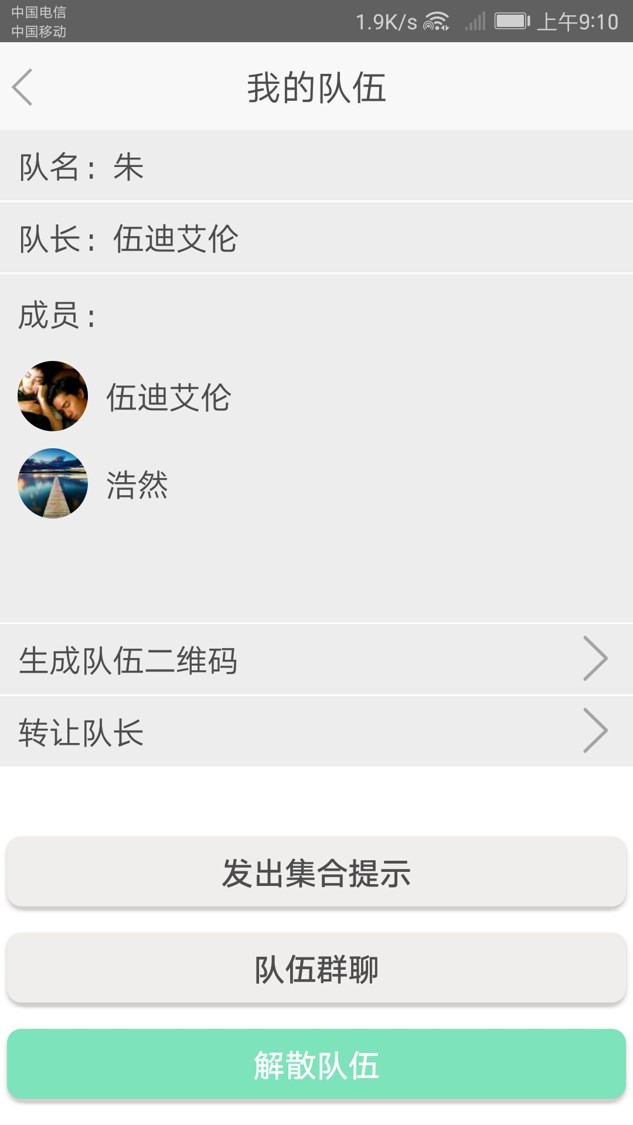 中国电信
中国移动
1.9K/s
上午9:10
我的队伍
队名：朱
队长：伍迪艾伦
成员：
伍迪艾伦
浩然
生成队伍二维码
转让队长
发出集合提示
队伍群聊
解散队伍